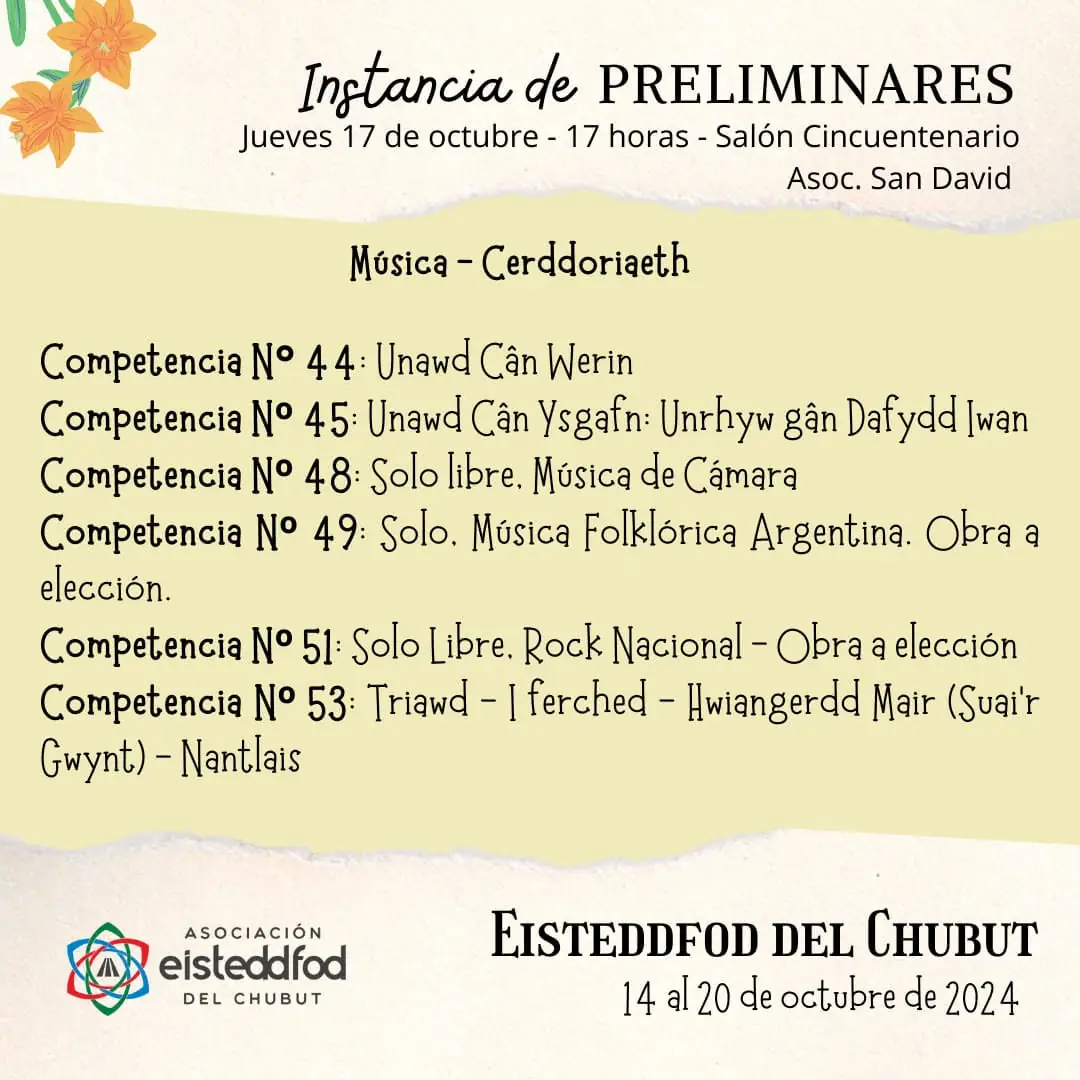 Instancia de PRELIMINARES
Jueves 17 de octubre - 17 horas - Salón Cincuentenario
Asoc. San David
Música - Cerddoriaeth
Competencia Nº 44: Unawd Cân Werin
Competencia Nº 45: Unawd Cân Ysgafn: Unrhyw gân Dafydd Iwan
Competencia Nº 48: Solo libre, Música de Cámara
Competencia Nº 49: Solo, Música Folklórica Argentina. Obra a
elección.
Competencia Nº 51: Solo Libre, Rock Nacional - Obra a elección
Competencia Nº 53: Triawd - I ferched - Hwiangerdd Mair (Suai'r
Gwynt) - Nantlais
ASOCIACIÓN
eisteddfod
DEL CHUBUT
EISTEDDFOD DEL CHUBUT
14 al 20 de octubre de 2024